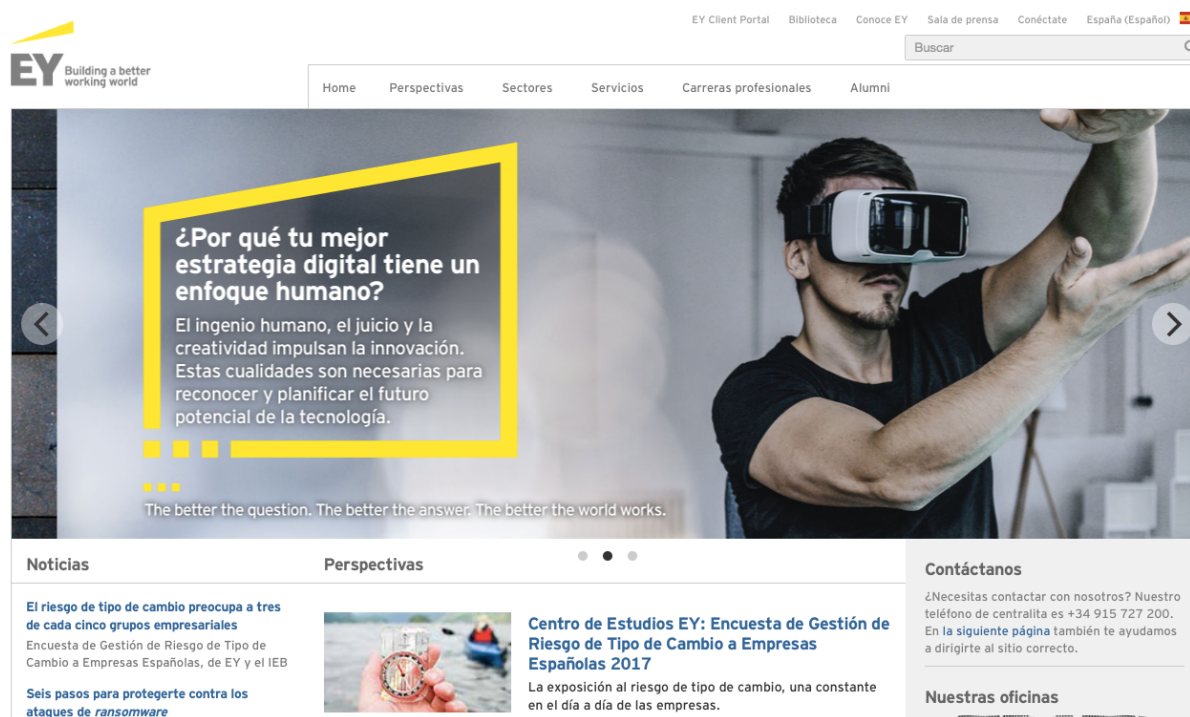 EY Client Portal Biblioteca Conoce EY Sala de prensa Conéctate España (Español)
Buscar
EY Building a better
working world
Home Perspectivas Sectores Servicios Carreras profesionales Alumni
¿Por qué tu mejor
estrategia digital tiene un
enfoque humano?
El ingenio humano, el juicio y la
creatividad impulsan la innovación.
Estas cualidades son necesarias para
reconocer y planificar el futuro
potencial de la tecnología.
The better the question. The better the answer. The better the world works.
Noticias
El riesgo de tipo de cambio preocupa a tres
de cada cinco grupos empresariales
Encuesta de Gestión de Riesgo de Tipo de
Cambio a Empresas Españolas, de EY y el IEB
Seis pasos para protegerte contra los
ataques de ransomware
Perspectivas
Centro de Estudios EY: Encuesta de Gestión de
Riesgo de Tipo de Cambio a Empresas
Españolas 2017
La exposición al riesgo de tipo de cambio, una constante
en el día a día de las empresas.
Contáctanos
¿Necesitas contactar con nosotros? Nuestro
teléfono de centralita es +34 915 727 200.
En la siguiente página también te ayudamos
a dirigirte al sitio correcto.
Nuestras oficinas